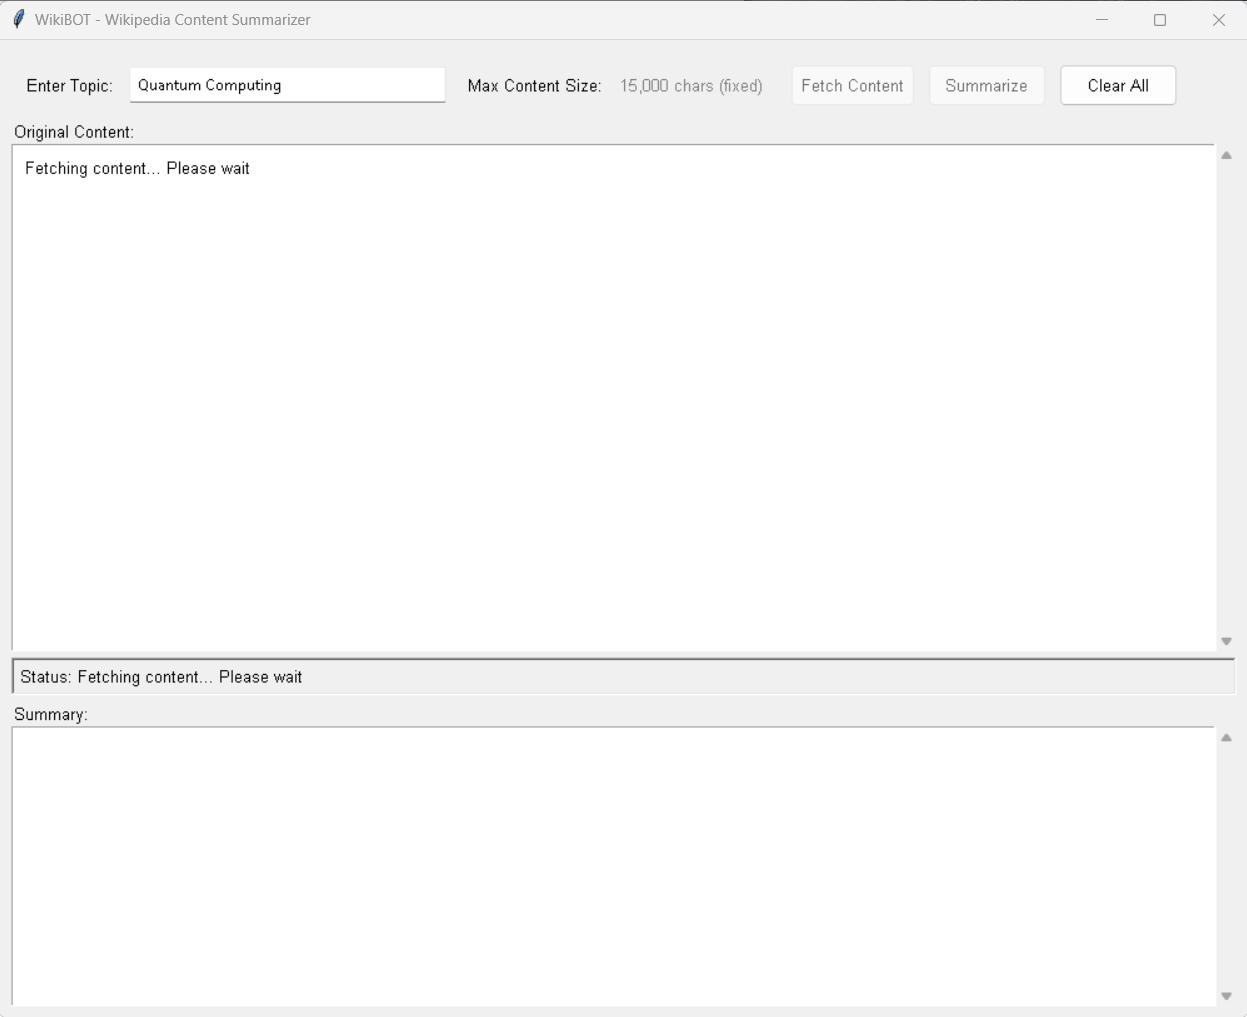 WikiBOT - Wikipedia Content Summarizer
Enter Topic: Quantum Computing Max Content Size: 15,000 chars (fixed) Fetch Content Summarize Clear All
Original Content:
Fetching content... Please wait
Status: Fetching content... Please wait
Summary: